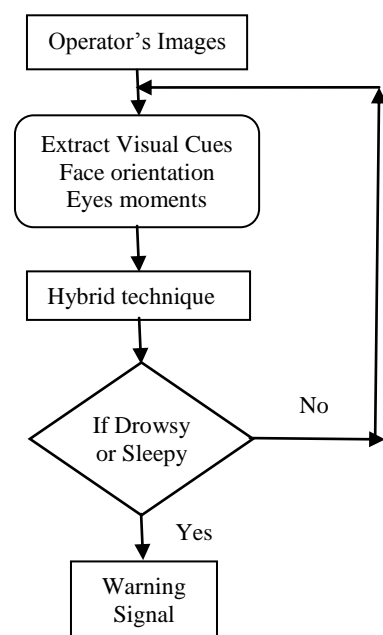 Operator’s Images
Extract Visual Cues
Face orientation
Eyes moments
Hybrid technique
If Drowsy
or Sleepy
No
Yes
Warning
Signal